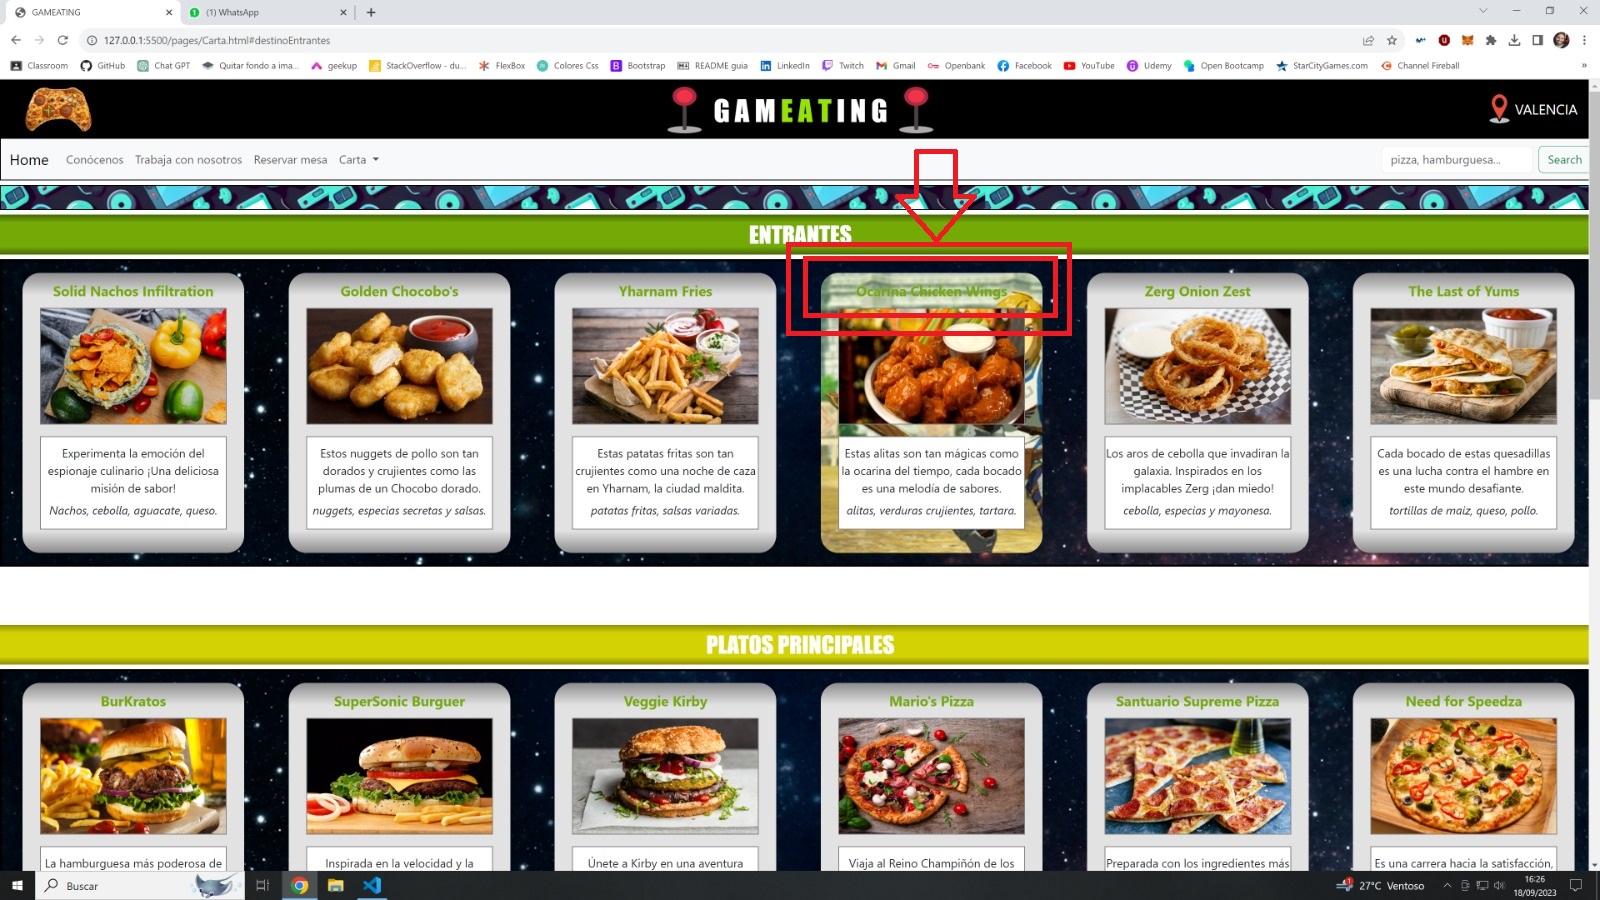 GAMEATING
(1) WhatsApp
127.0.0.1:5500/pages/Carta.html#destinoEntrantes
Classroom GitHub Chat GPT Quitar fondo a ima... geekup StackOverflow - du... FlexBox Colores Css Bootstrap README guia LinkedIn Twitch Gmail Openbank Facebook YouTube Udemy Open Bootcamp StarCityGames.com Channel Fireball »
GAMEATING
VALENCIA
Home Conócenos Trabaja con nosotros Reservar mesa Carta
pizza, hamburguesa...
Search
ENTRANTES
Solid Nachos Infiltration
Experimenta la emoción del
espionaje culinario ¡Una deliciosa
misión de sabor!
Nachos, cebolla, aguacate, queso.
Golden Chocobo's
Estos nuggets de pollo son tan
dorados y crujientes como las
plumas de un Chocobo dorado.
nuggets, especias secretas y salsas.
Yharnam Fries
Estas patatas fritas son tan
crujientes como una noche de caza
en Yharnam, la ciudad maldita.
patatas fritas, salsas variadas.
Ocarina Chicken Wings
Estas alitas son tan mágicas como
la ocarina del tiempo, cada bocado
es una melodía de sabores.
alitas, verduras crujientes, tartara.
Zerg Onion Zest
Los aros de cebolla que invadiran la
galaxia. Inspirados en los
implacables Zerg ¡dan miedo!
cebolla, especias y mayonesa.
The Last of Yums
Cada bocado de estas quesadillas
es una lucha contra el hambre en
este mundo desafiante.
tortillas de maiz, queso, pollo.
PLATOS PRINCIPALES
BurKratos
La hamburguesa más poderosa de
SuperSonic Burguer
Inspirada en la velocidad y la
Veggie Kirby
Únete a Kirby en una aventura
Mario's Pizza
Viaja al Reino Champiñón de los
Santuario Supreme Pizza
Preparada con los ingredientes más
Need for Speedza
Es una carrera hacia la satisfacción,
Buscar
27°C Ventoso
16:26
18/09/2023